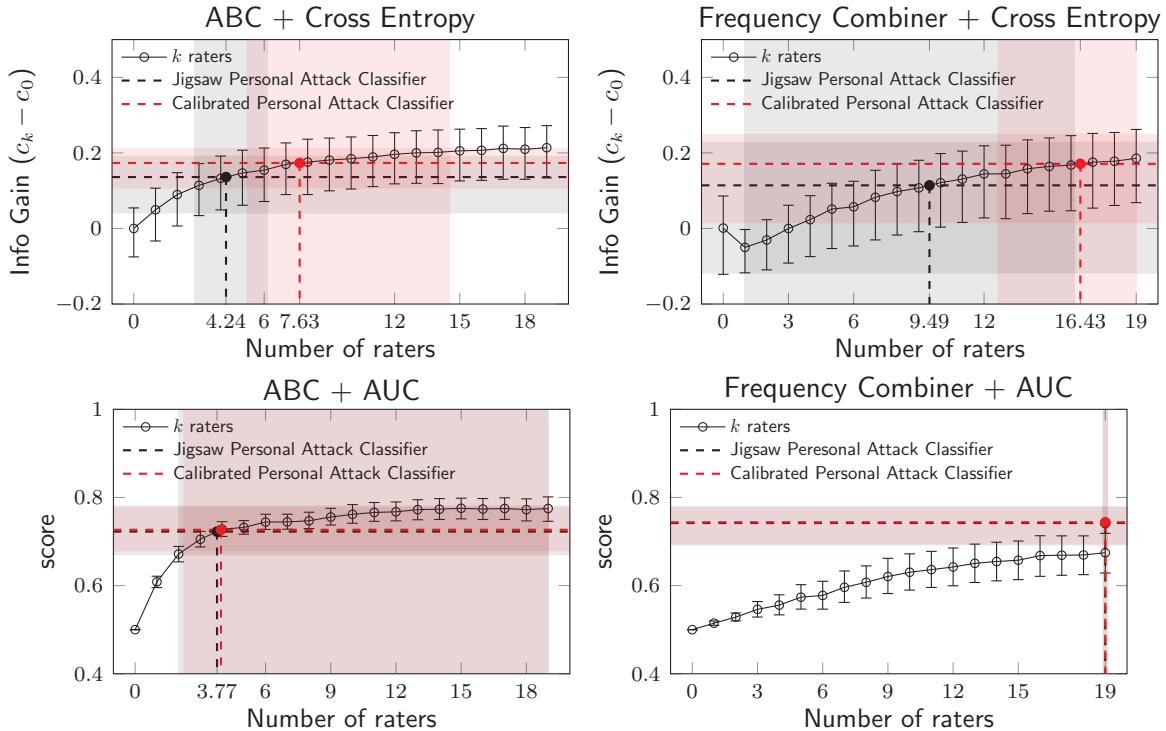 ABC + Cross Entropy
Info Gain (c_k − c_0)
0.4
0.2
0
−0.2
k raters
Jigsaw Personal Attack Classifier
Calibrated Personal Attack Classifier
0 4.24 6 7.63 12 15 18
Number of raters
Frequency Combiner + Cross Entropy
Info Gain (c_k − c_0)
0.4
0.2
0
−0.2
k raters
Jigsaw Personal Attack Classifier
Calibrated Personal Attack Classifier
0 3 6 9.49 12 16.43 19
Number of raters
ABC + AUC
score
1
0.8
0.6
0.4
k raters
Jigsaw Personal Attack Classifier
Calibrated Personal Attack Classifier
0 3.77 6 9 12 15 18
Number of raters
Frequency Combiner + AUC
score
1
0.8
0.6
0.4
k raters
Jigsaw Peresonal Attack Classifier
Calibrated Personal Attack Classifier
0 3 6 9 12 15 19
Number of raters